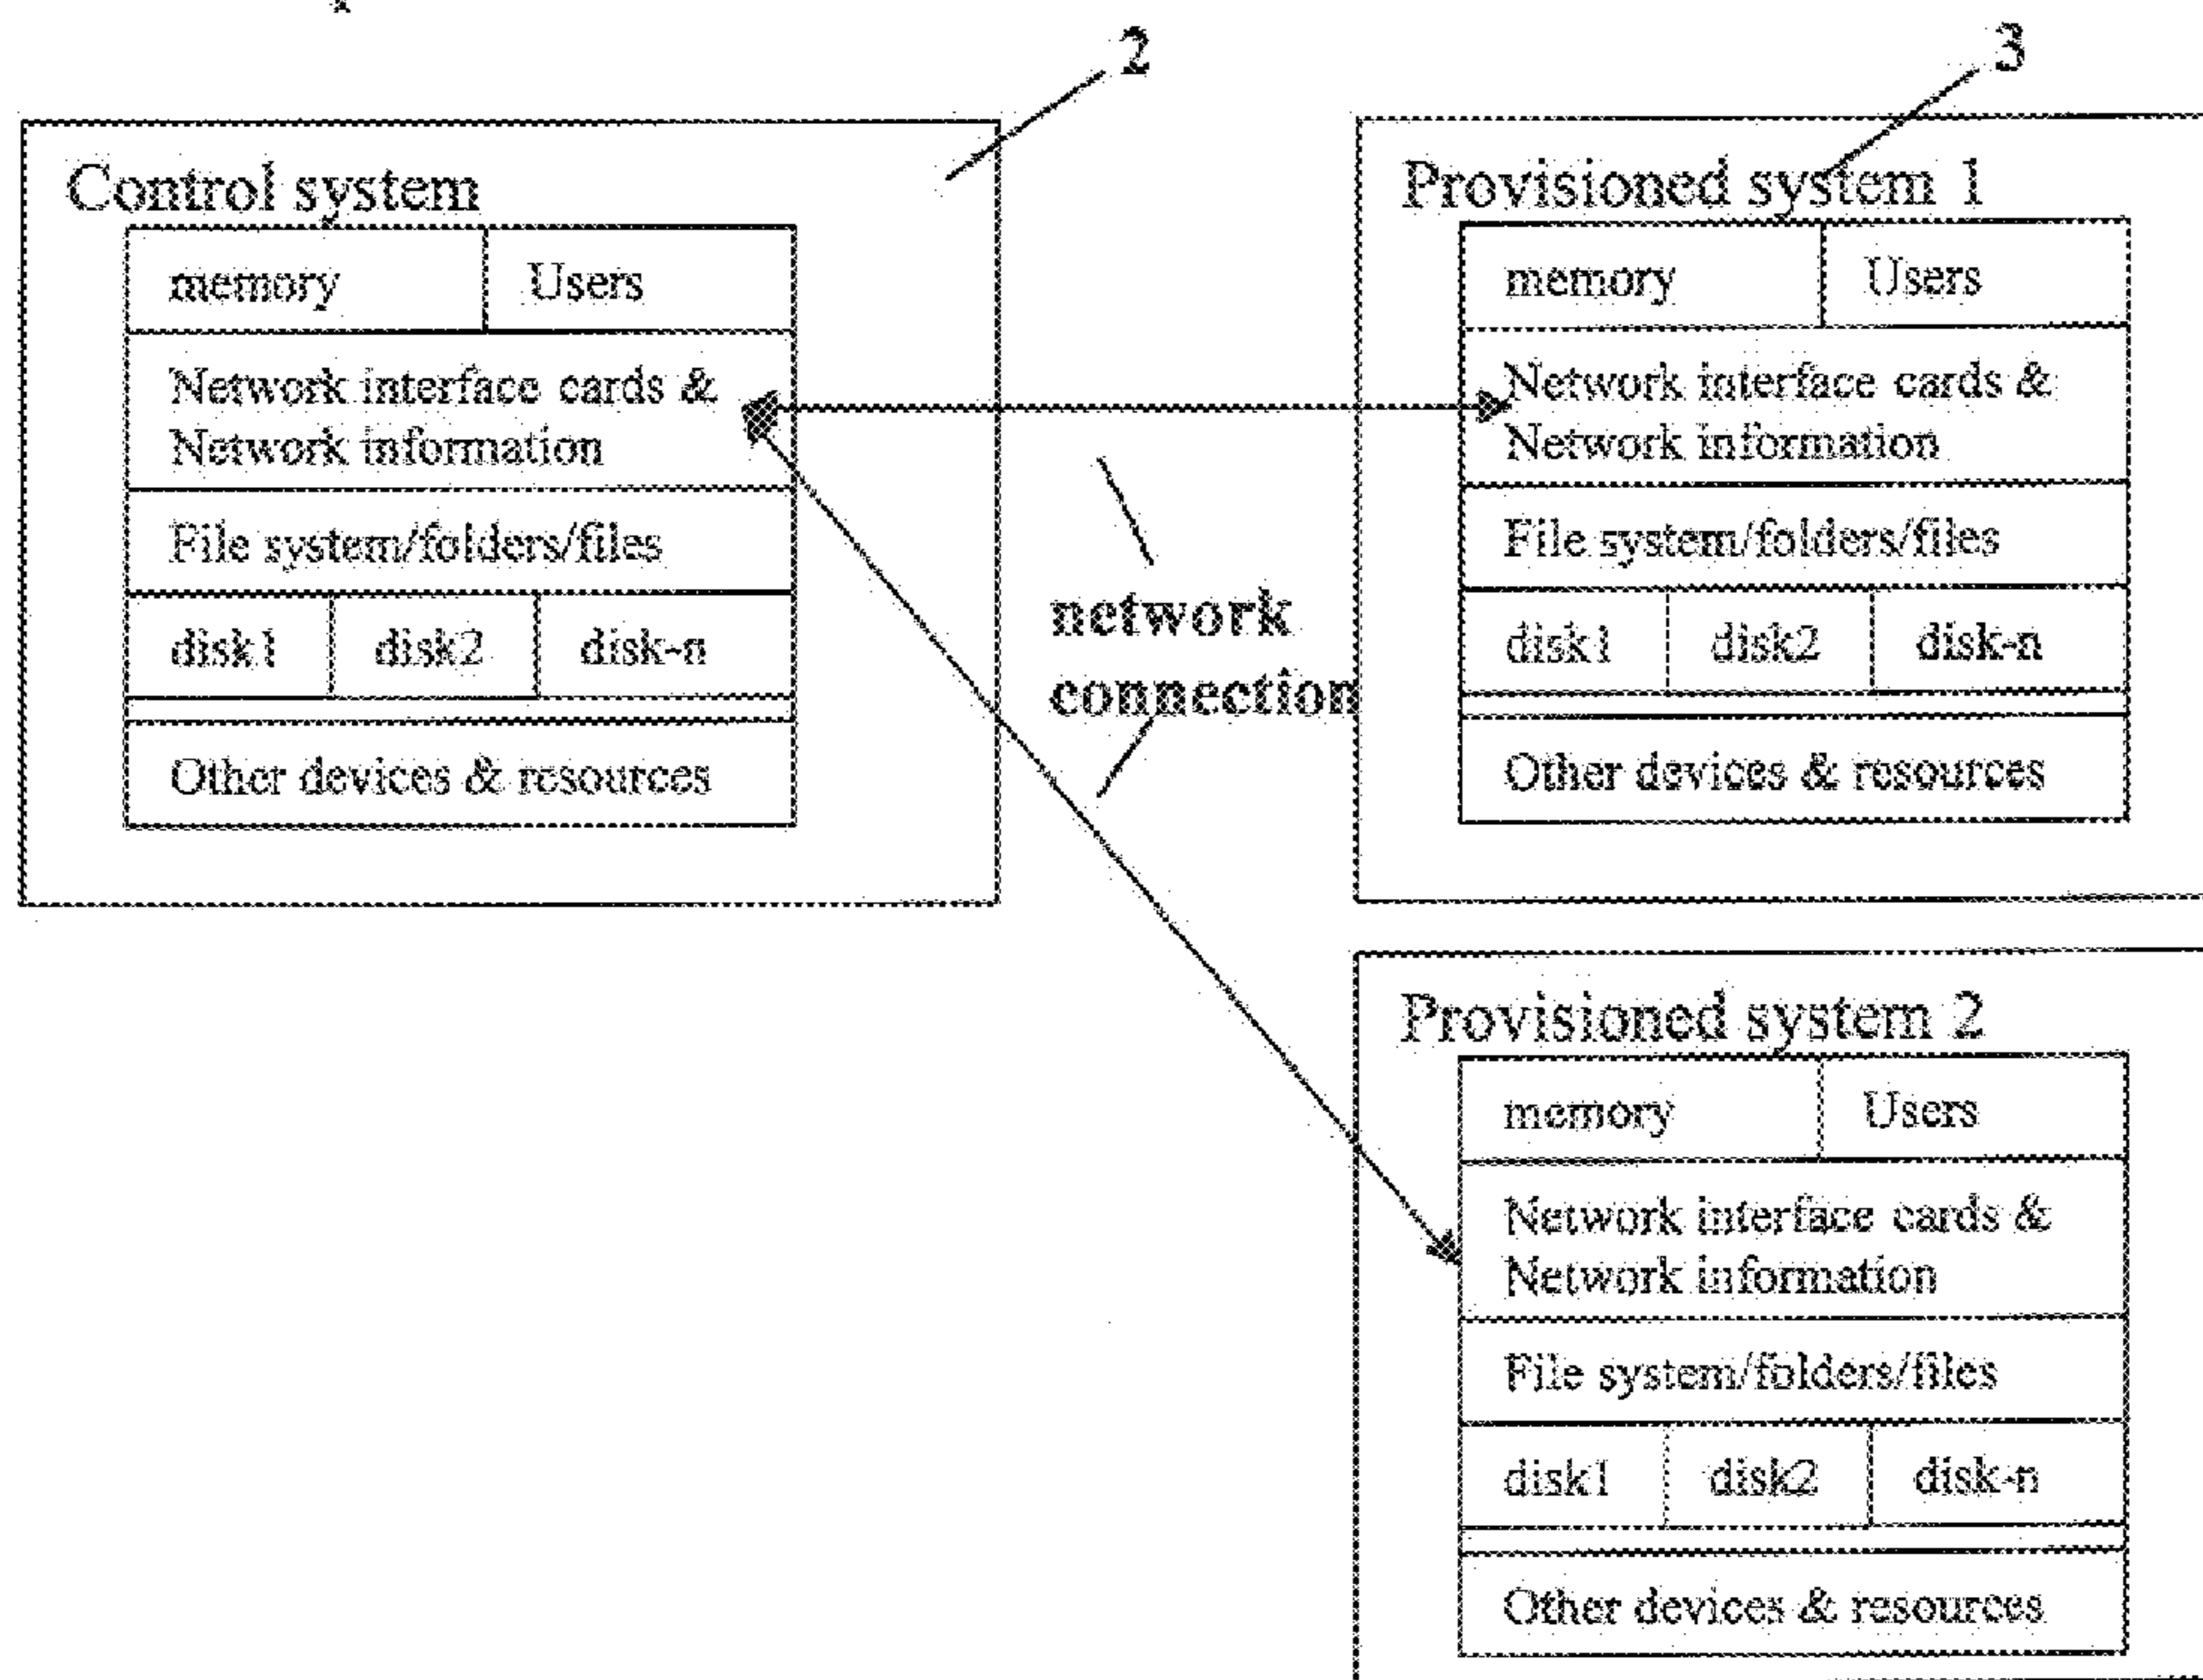 2
3
Control system
memory Users
Network interface cards &
Network information
File system/folders/files
disk1 disk2 disk-n
Other devices & resources
network
connection
Provisioned system 1
memory Users
Network interface cards &
Network information
File system/folders/files
disk1 disk2 disk-n
Other devices & resources
Provisioned system 2
memory Users
Network interface cards &
Network information
File system/folders/files
disk1 disk2 disk-n
Other devices & resources